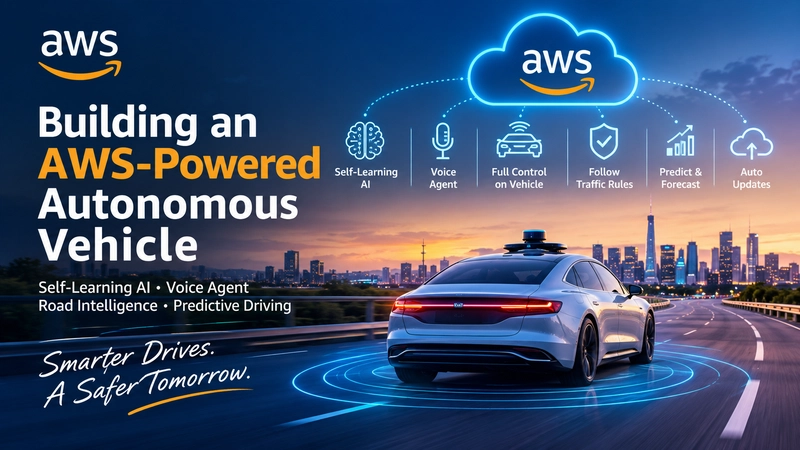 aws
Building an
AWS-Powered
Autonomous
Vehicle
Self-Learning AI • Voice Agent
Road Intelligence • Predictive Driving
Smarter Drives.
A Safer Tomorrow.
aws
Self-Learning
AI
Voice
Agent
Full Control
on Vehicle
Follow
Traffic Rules
Predict &
Forecast
Auto
Updates